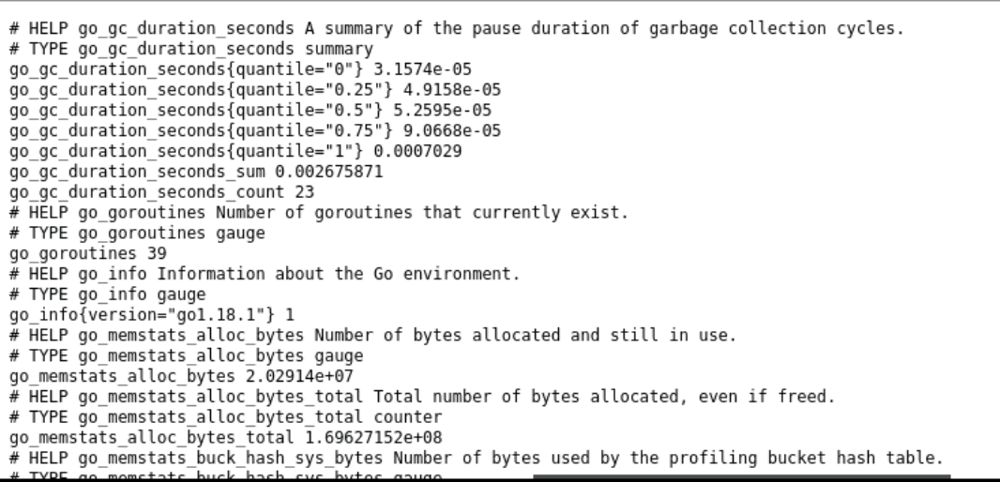 # HELP go_gc_duration_seconds A summary of the pause duration of garbage collection cycles.
# TYPE go_gc_duration_seconds summary
go_gc_duration_seconds{quantile="0"} 3.1574e-05
go_gc_duration_seconds{quantile="0.25"} 4.9158e-05
go_gc_duration_seconds{quantile="0.5"} 5.2595e-05
go_gc_duration_seconds{quantile="0.75"} 9.0668e-05
go_gc_duration_seconds{quantile="1"} 0.0007029
go_gc_duration_seconds_sum 0.002675871
go_gc_duration_seconds_count 23
# HELP go_goroutines Number of goroutines that currently exist.
# TYPE go_goroutines gauge
go_goroutines 39
# HELP go_info Information about the Go environment.
# TYPE go_info gauge
go_info{version="go1.18.1"} 1
# HELP go_memstats_alloc_bytes Number of bytes allocated and still in use.
# TYPE go_memstats_alloc_bytes gauge
go_memstats_alloc_bytes 2.02914e+07
# HELP go_memstats_alloc_bytes_total Total number of bytes allocated, even if freed.
# TYPE go_memstats_alloc_bytes_total counter
go_memstats_alloc_bytes_total 1.69627152e+08
# HELP go_memstats_buck_hash_sys_bytes Number of bytes used by the profiling bucket hash table.
# TYPE go_memstats_buck_hash_sys_bytes gauge